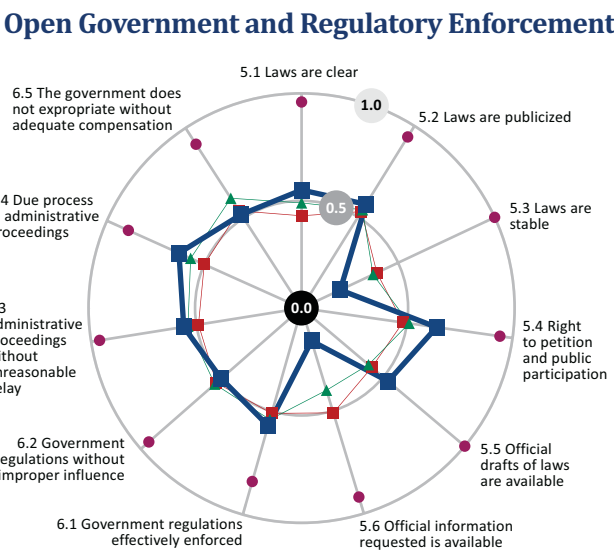 Open Government and Regulatory Enforcement
5.1 Laws are clear
1.0
6.5 The government does
not expropriate without
adequate compensation
5.2 Laws are publicized
0.5
4 Due process
administrative
roceedings
5.3 Laws are
stable
0.0
3
dministrative
roceedings
ithout
nreasonable
elay
5.4 Right
to petition
and public
participation
6.2 Government
egulations without
improper influence
5.5 Official
drafts of laws
are available
6.1 Government regulations
effectively enforced
5.6 Official information
requested is available